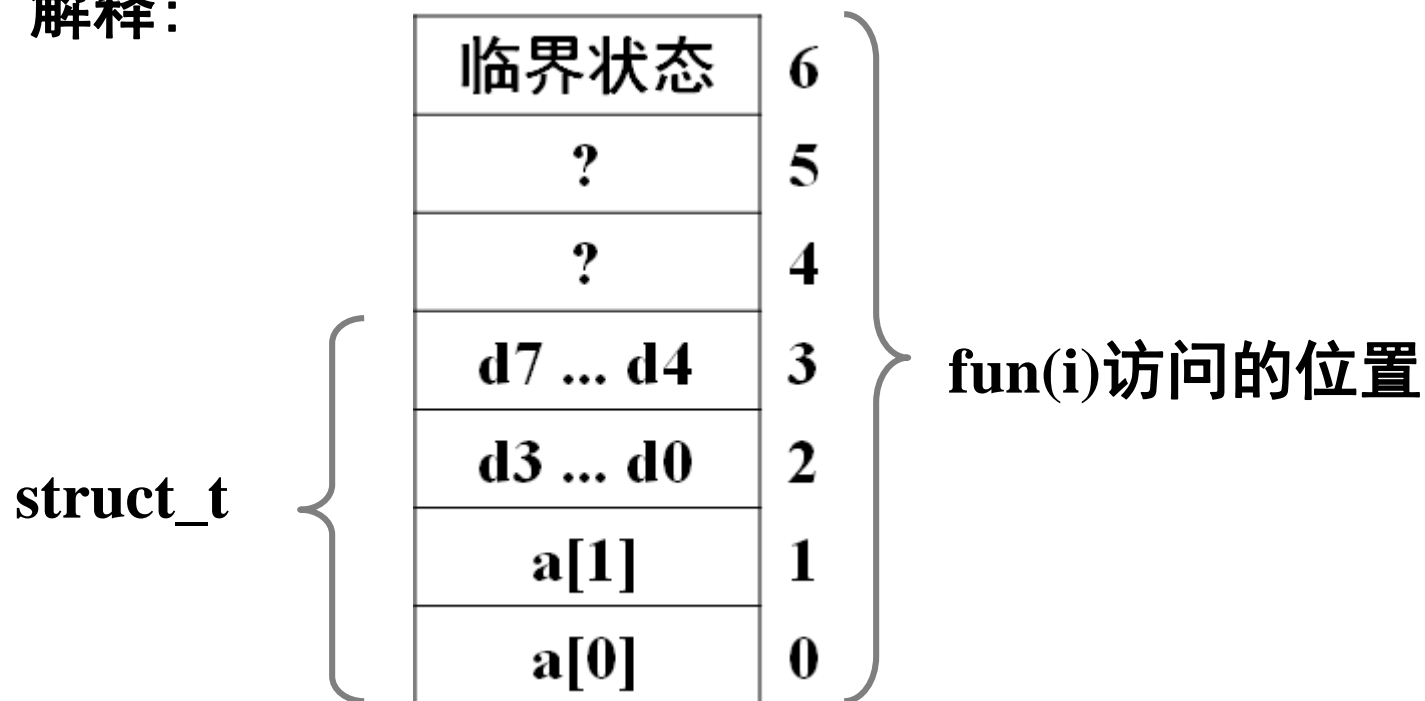 解释:
临界状态 6
? 5
? 4
d7 ... d4 3
fun(i)访问的位置
d3 ... d0 2
struct_t
a[1] 1
a[0] 0